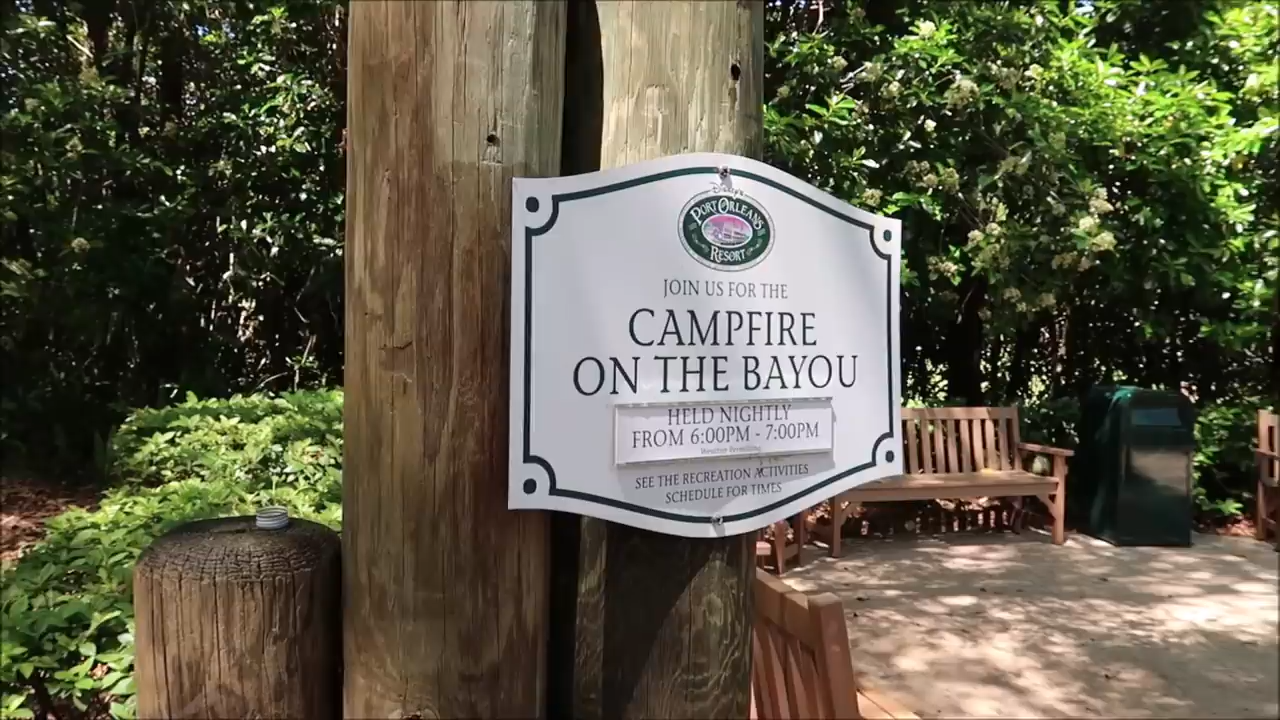 Disney's
PORT ORLEANS
RESORT
JOIN US FOR THE
CAMPFIRE
ON THE BAYOU
HELD NIGHTLY
FROM 6:00PM - 7:00PM
Weather Permitting
SEE THE RECREATION ACTIVITIES
SCHEDULE FOR TIMES